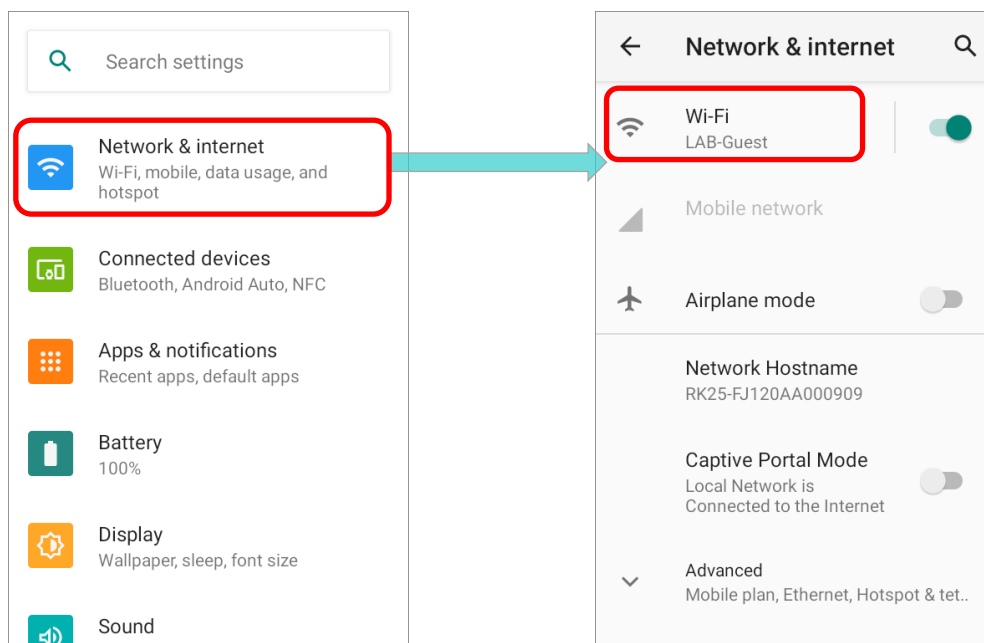 Search settings
Network & internet
Wi-Fi, mobile, data usage, and
hotspot
Connected devices
Bluetooth, Android Auto, NFC
Apps & notifications
Recent apps, default apps
Battery
100%
Display
Wallpaper, sleep, font size
Sound
Network & internet
Wi-Fi
LAB-Guest
Mobile network
Airplane mode
Network Hostname
RK25-FJ120AA000909
Captive Portal Mode
Local Network is
Connected to the Internet
Advanced
Mobile plan, Ethernet, Hotspot & tet..